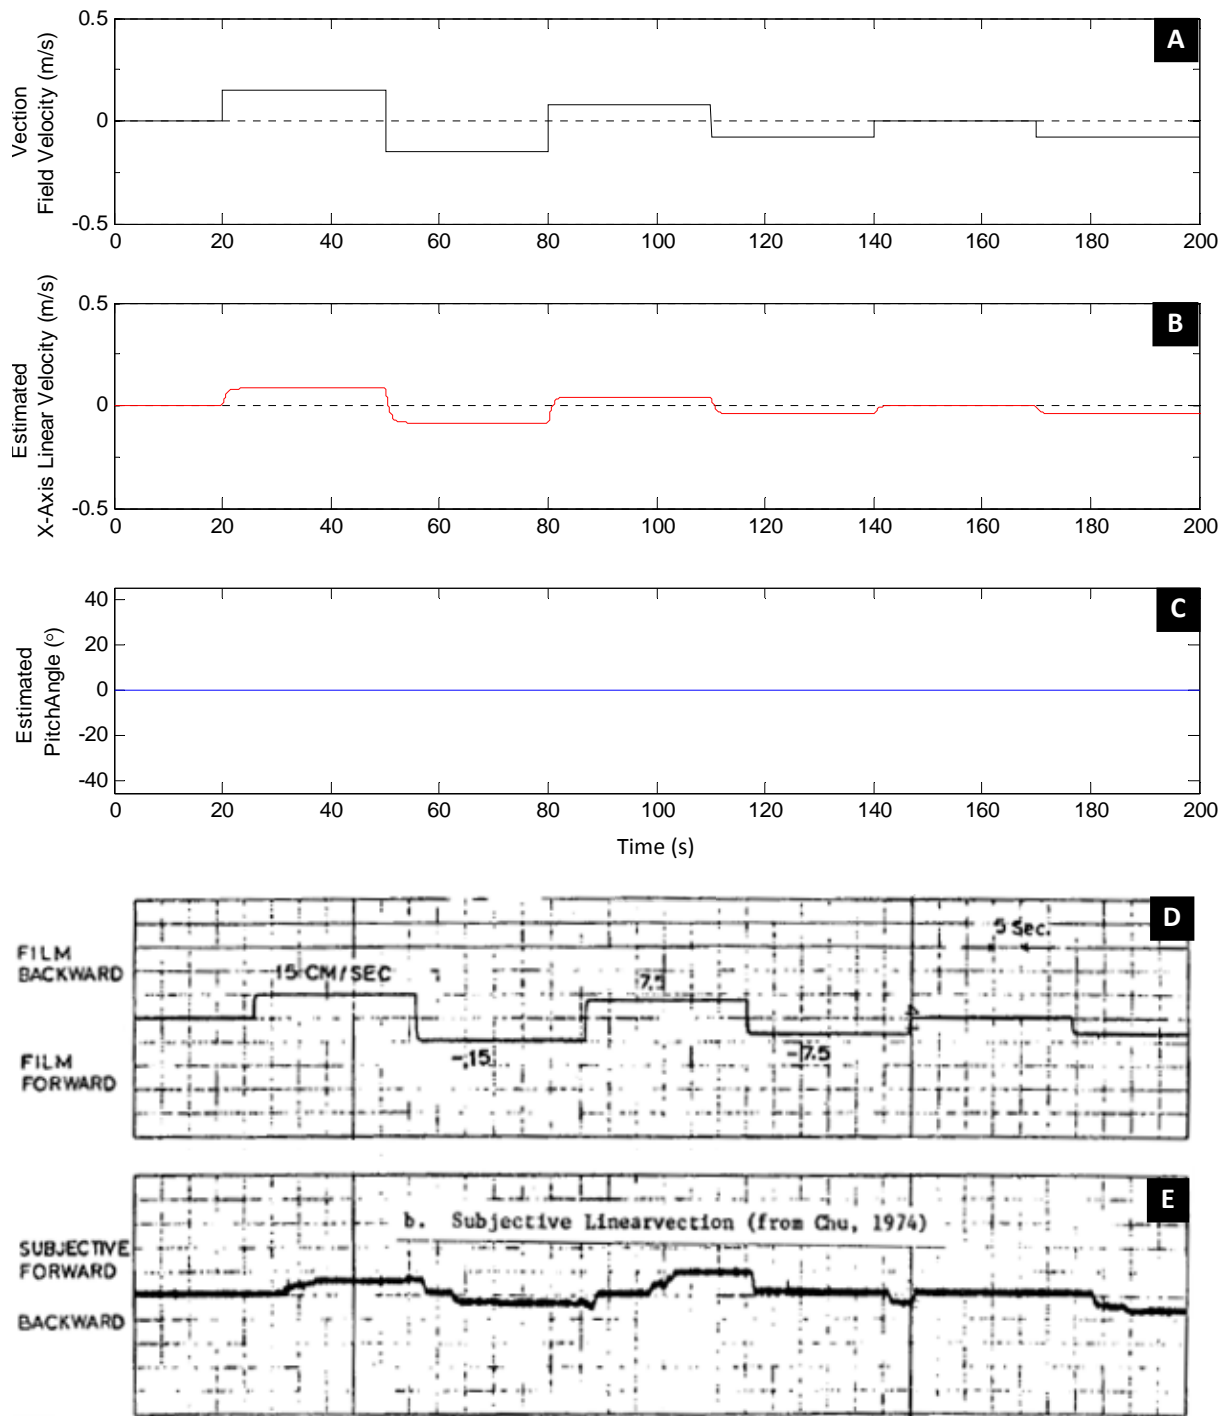 A
Vection
Field Velocity (m/s)
0.5
0
-0.5
0 20 40 60 80 100 120 140 160 180 200
B
Estimated
X-Axis Linear Velocity (m/s)
0.5
0
-0.5
0 20 40 60 80 100 120 140 160 180 200
C
Estimated
PitchAngle (°)
40
20
0
-20
-40
0 20 40 60 80 100 120 140 160 180 200
Time (s)
D
FILM
BACKWARD
FILM
FORWARD
15 CM/SEC
-.15
7.5
-7.5
5 Sec.
E
b. Subjective Linearvection (from Chu, 1974)
SUBJECTIVE
FORWARD
BACKWARD